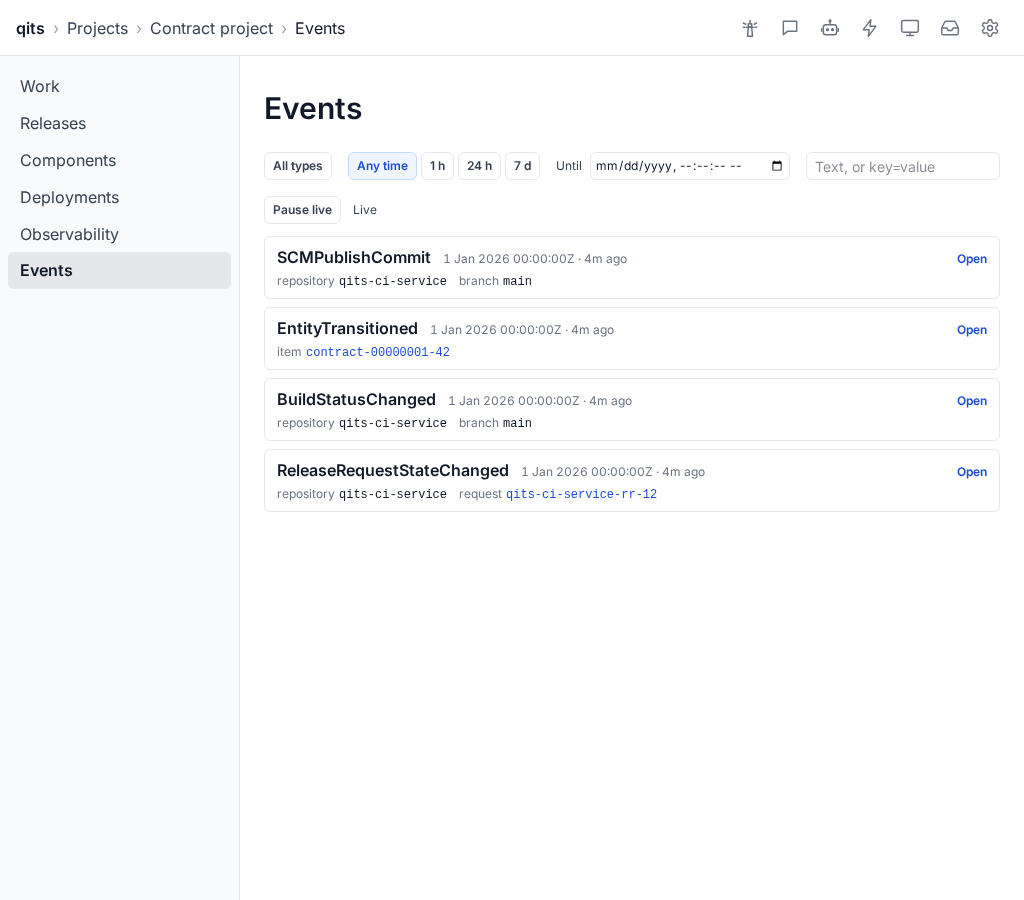 qits › Projects › Contract project › Events
Work
Releases
Components
Deployments
Observability
Events
Events
All types Any time 1 h 24 h 7 d Until mm/dd/yyyy, --:--:-- -- Text, or key=value
Pause live Live
SCMPublishCommit 1 Jan 2026 00:00:00Z · 4m ago Open
repository qits-ci-service branch main
EntityTransitioned 1 Jan 2026 00:00:00Z · 4m ago Open
item contract-00000001-42
BuildStatusChanged 1 Jan 2026 00:00:00Z · 4m ago Open
repository qits-ci-service branch main
ReleaseRequestStateChanged 1 Jan 2026 00:00:00Z · 4m ago Open
repository qits-ci-service request qits-ci-service-rr-12